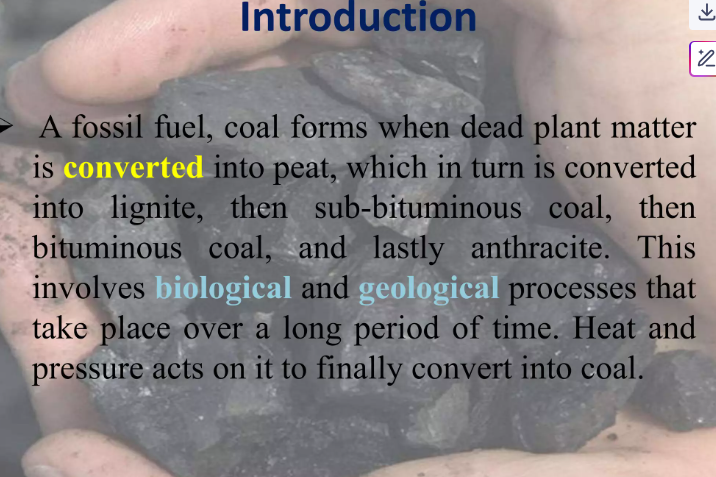 Introduction
➢ A fossil fuel, coal forms when dead plant matter
is converted into peat, which in turn is converted
into lignite, then sub-bituminous coal, then
bituminous coal, and lastly anthracite. This
involves biological and geological processes that
take place over a long period of time. Heat and
pressure acts on it to finally convert into coal.